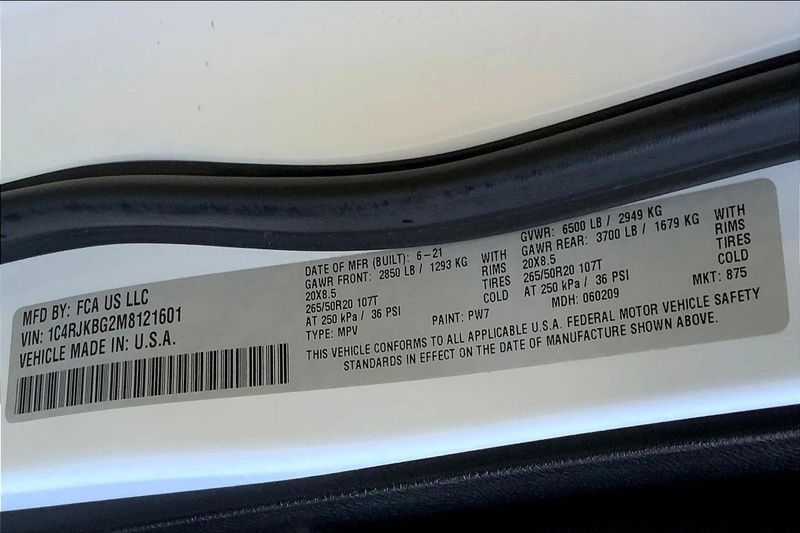 MFD BY: FCA US LLC
VIN: 1C4RJKBG2M8121601
VEHICLE MADE IN: U.S.A.
DATE OF MFR (BUILT): 6-21
GAWR FRONT: 2850 LB / 1293 KG WITH
20X8.5 RIMS
265/50R20 107T TIRES
AT 250 kPa / 36 PSI COLD
TYPE: MPV PAINT: PW7
GVWR: 6500 LB / 2949 KG
GAWR REAR: 3700 LB / 1679 KG WITH
20X8.5 RIMS
265/50R20 107T TIRES
AT 250 kPa / 36 PSI COLD
MDH: 060209 MKT: 875
THIS VEHICLE CONFORMS TO ALL APPLICABLE U.S.A. FEDERAL MOTOR VEHICLE SAFETY
STANDARDS IN EFFECT ON THE DATE OF MANUFACTURE SHOWN ABOVE.